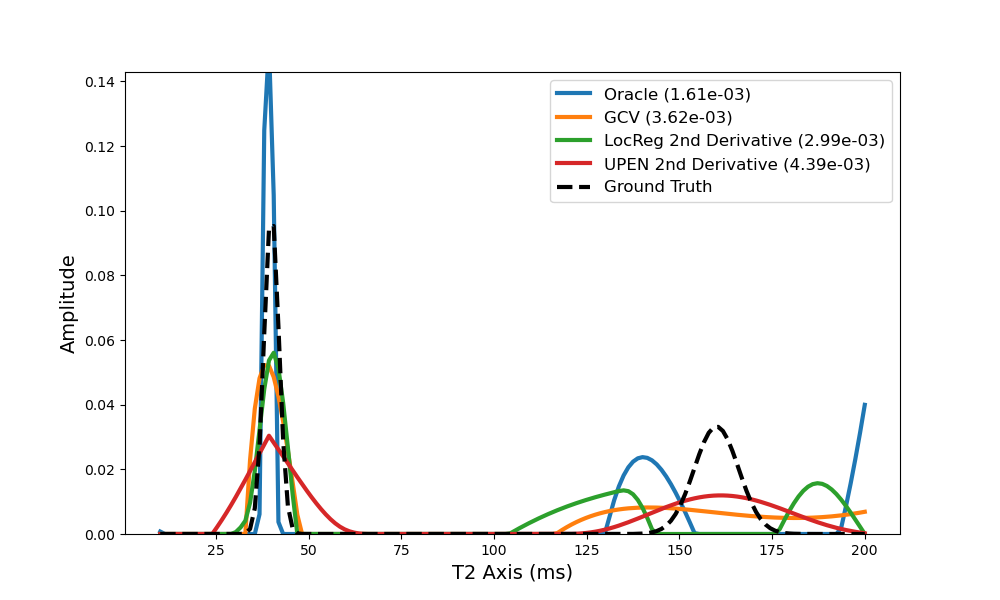 0.14
0.12
0.10
0.08
0.06
0.04
0.02
0.00
Amplitude
Oracle (1.61e-03)
GCV (3.62e-03)
LocReg 2nd Derivative (2.99e-03)
UPEN 2nd Derivative (4.39e-03)
Ground Truth
25 50 75 100 125 150 175 200
T2 Axis (ms)